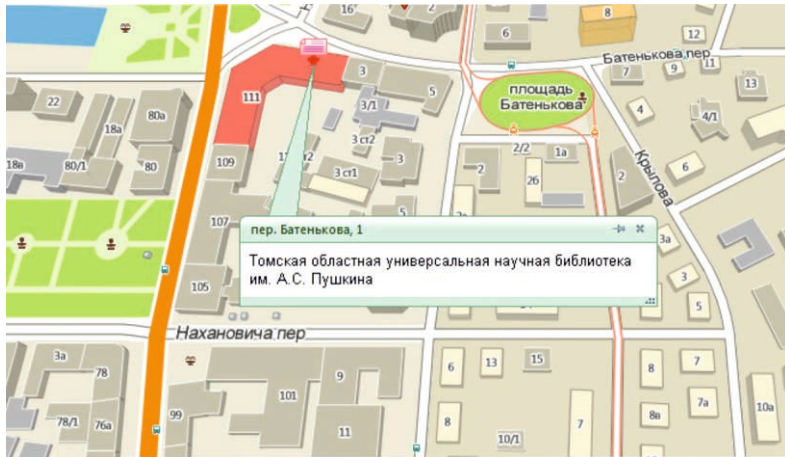 16
2
8
6
12
Батенькова пер
7
9
11
13
3
111
5
площадь
Батенькова
22
80а
18а
3/1
4
4/1
18в
80/1
80
109
3 ст2
3
3 ст1
2/2
1а
2
2б
2
6
Крылова
107
5
пер. Батенькова, 1
Томская областная универсальная научная библиотека
им. А.С. Пушкина
3а
105
3
5
Нахановича пер
3а
78
101
9
6
13
15
8
7
78/1
76а
99
11
8
10/1
7
8в
7а
10а